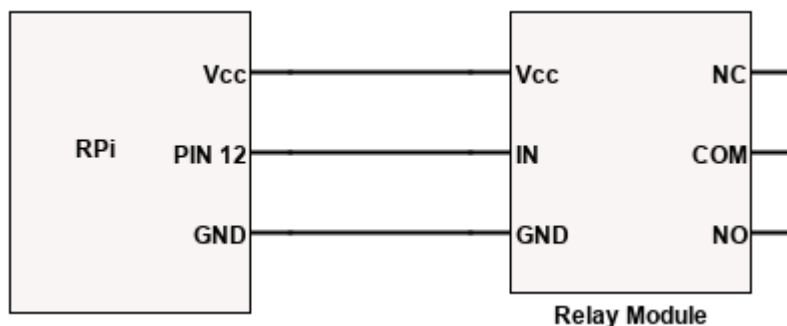 Vcc Vcc NC
RPi PIN 12 IN COM
GND GND NO
Relay Module